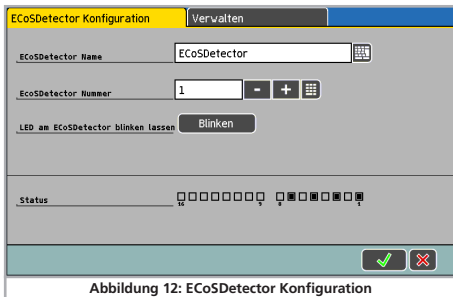 ECoSDetector Konfiguration Verwalten
ECoSDetector Name ECoSDetector
EcoSDetector Nummer 1 - +
LED am ECoSDetector blinken lassen Blinken
Status
16 9 8 1
Abbildung 12: ECoSDetector Konfiguration